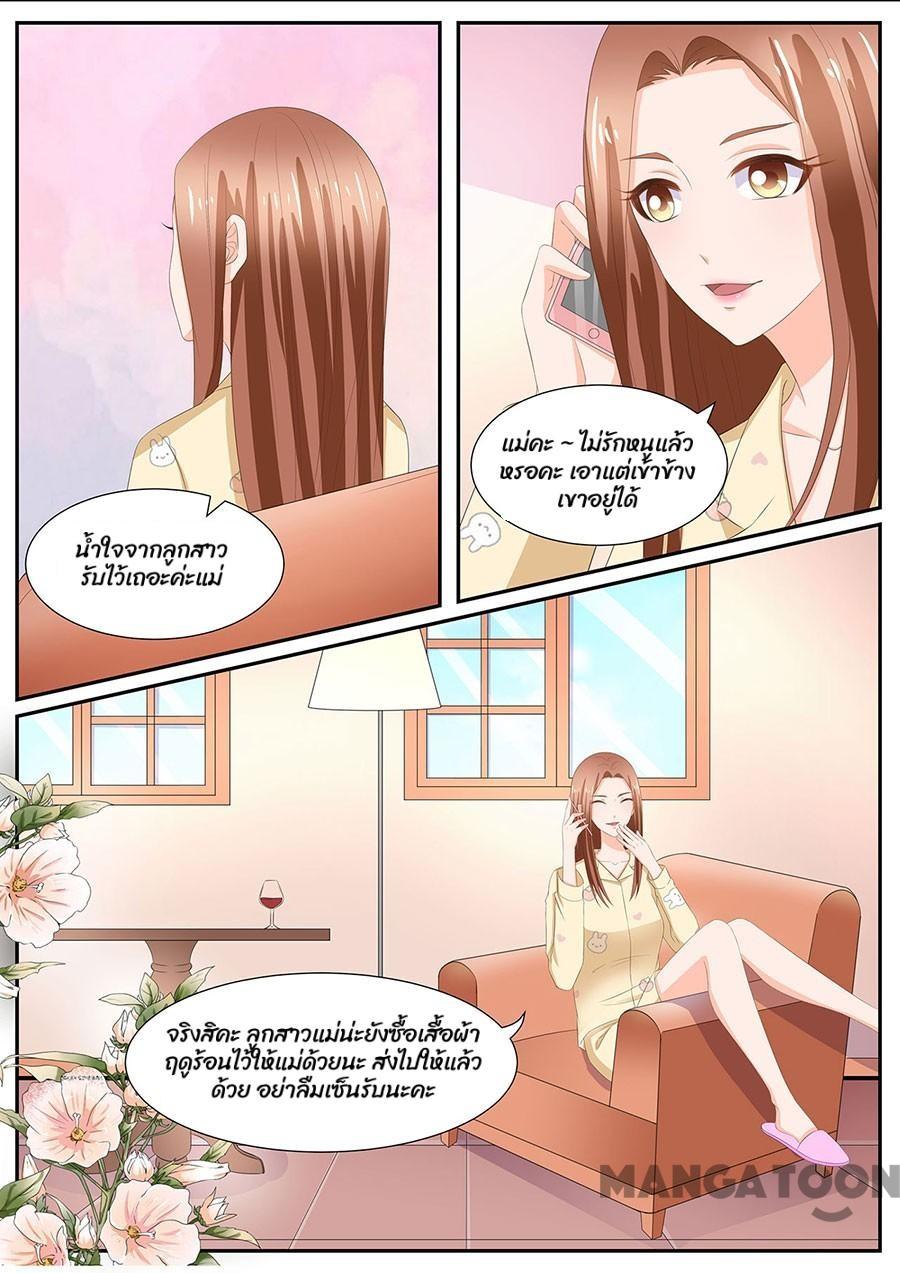 น้ำใจจากลูกสาว
รับไว้เถอะค่ะแม่
แม่คะ ~ ไม่รักหนูแล้ว
หรอคะ เอาแต่เข้าข้าง
เขาอยู่ได้
จริงสิคะ ลูกสาวแม่น่ะยังซื้อเสื้อผ้า
ฤดูร้อนไว้ให้แม่ด้วยนะ ส่งไปให้แล้ว
ด้วย อย่าลืมเซ็นรับนะคะ
MANGATOON